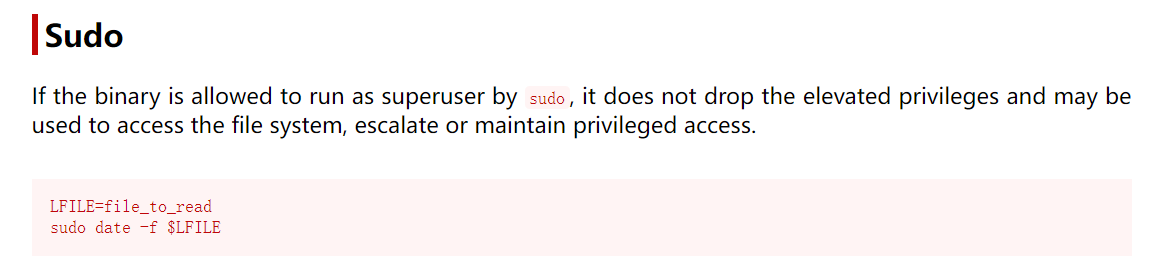 Sudo
If the binary is allowed to run as superuser by sudo, it does not drop the elevated privileges and may be
used to access the file system, escalate or maintain privileged access.
LFILE=file_to_read
sudo date -f $LFILE